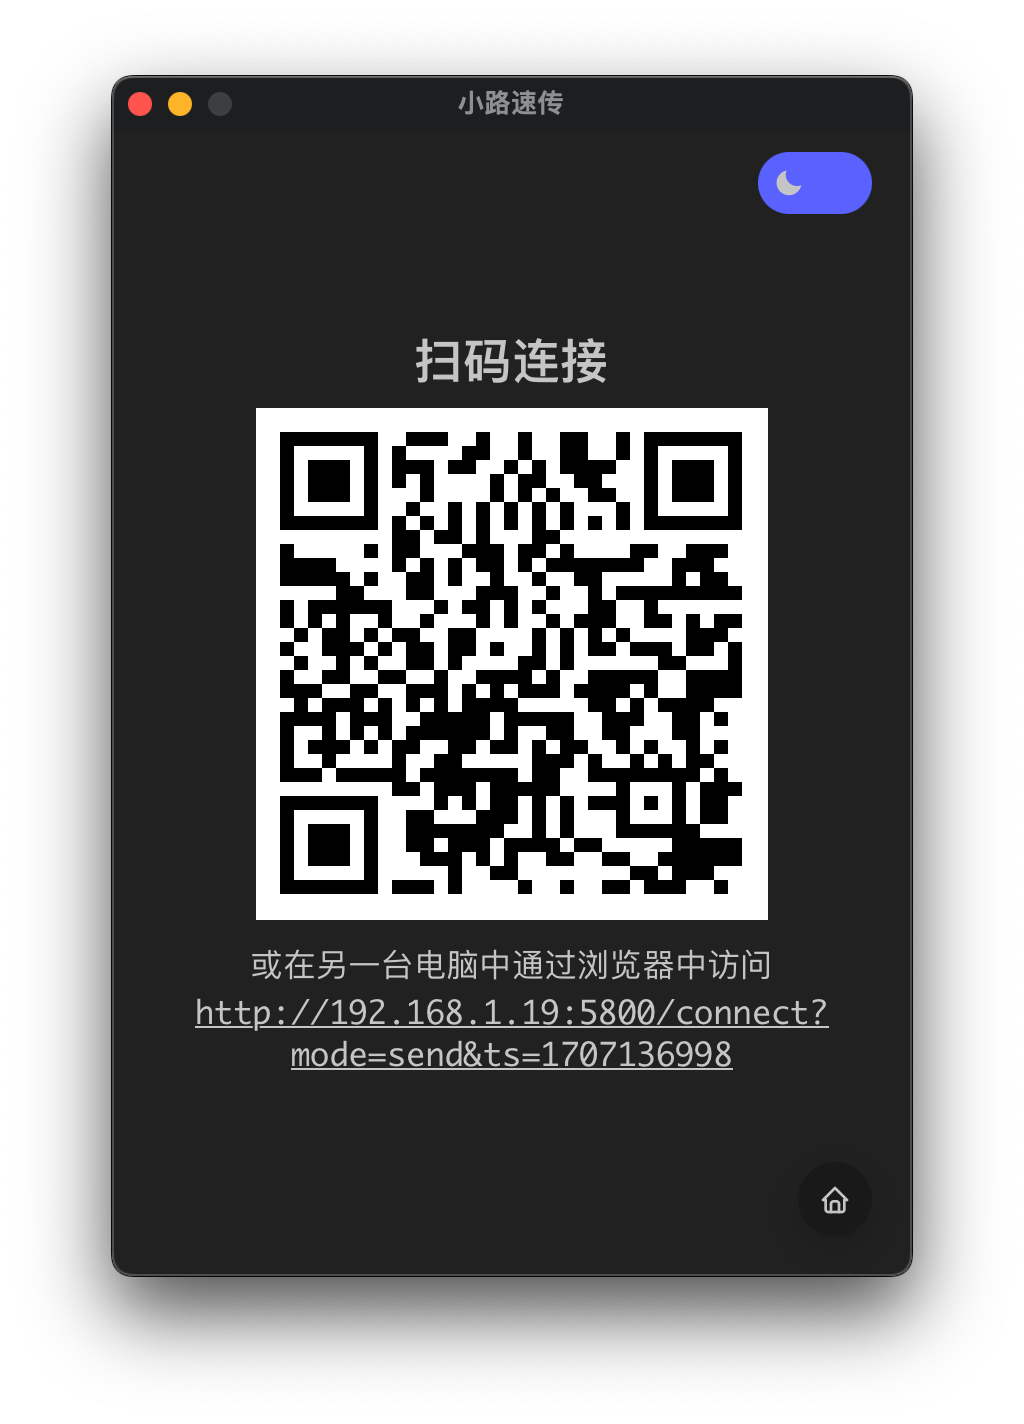 小路速传
扫码连接
或在另一台电脑中通过浏览器中访问
http://192.168.1.19:5800/connect?
mode=send&ts=1707136998